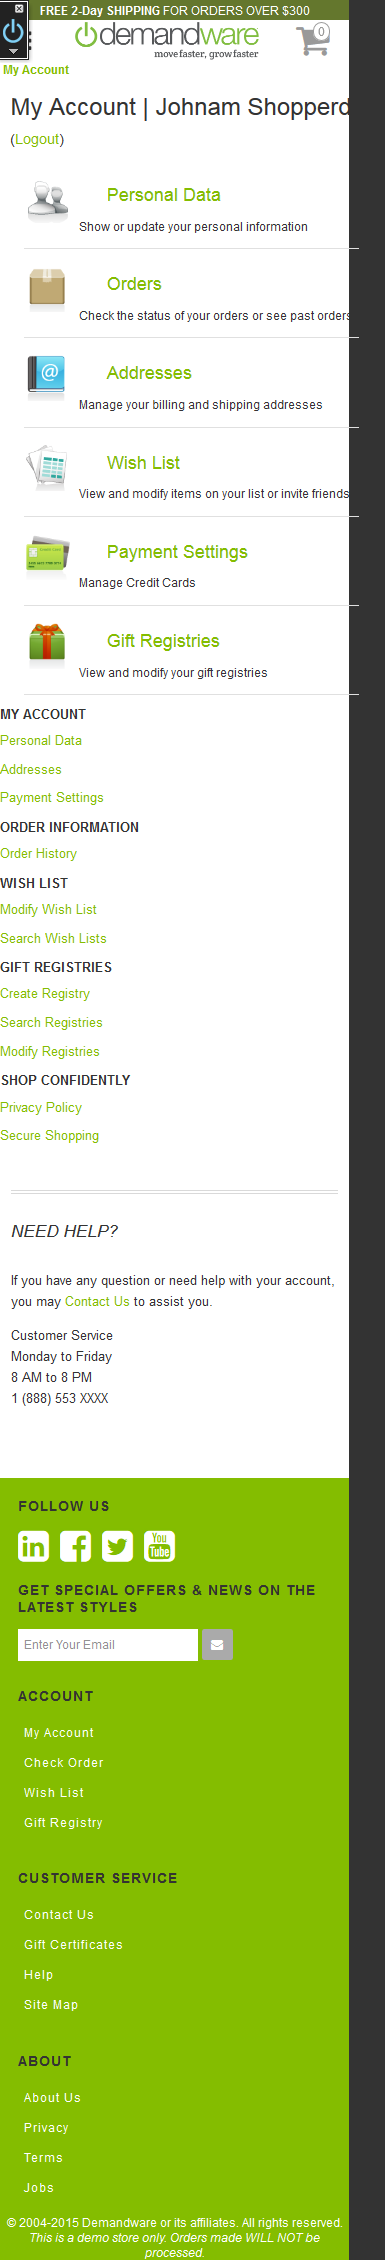 FREE 2-Day SHIPPING FOR ORDERS OVER $300
demandware
move faster, grow faster
0
My Account
My Account | Johnam Shopperd
(Logout)
Personal Data
Show or update your personal information
Orders
Check the status of your orders or see past orders
Addresses
Manage your billing and shipping addresses
Wish List
View and modify items on your list or invite friends
Payment Settings
Manage Credit Cards
Gift Registries
View and modify your gift registries
MY ACCOUNT
Personal Data
Addresses
Payment Settings
ORDER INFORMATION
Order History
WISH LIST
Modify Wish List
Search Wish Lists
GIFT REGISTRIES
Create Registry
Search Registries
Modify Registries
SHOP CONFIDENTLY
Privacy Policy
Secure Shopping
NEED HELP?
If you have any question or need help with your account,
you may Contact Us to assist you.
Customer Service
Monday to Friday
8 AM to 8 PM
1 (888) 553 XXXX
FOLLOW US
in f You Tube
GET SPECIAL OFFERS & NEWS ON THE
LATEST STYLES
Enter Your Email
ACCOUNT
My Account
Check Order
Wish List
Gift Registry
CUSTOMER SERVICE
Contact Us
Gift Certificates
Help
Site Map
ABOUT
About Us
Privacy
Terms
Jobs
© 2004-2015 Demandware or its affiliates. All rights reserved.
This is a demo store only. Orders made WILL NOT be
processed.